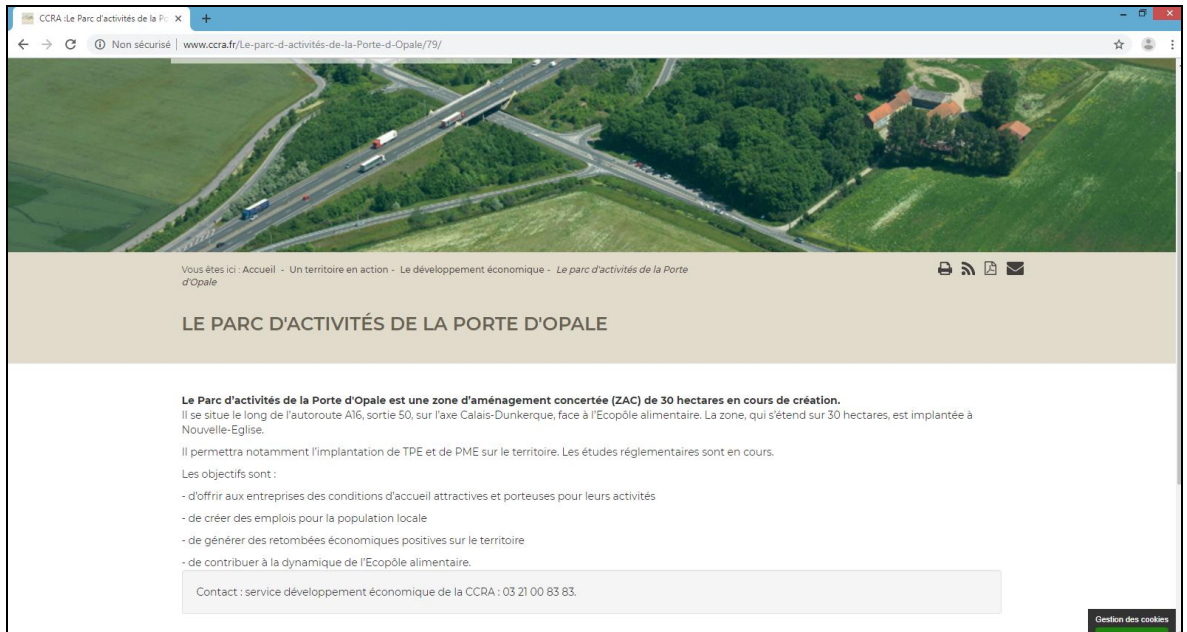 CCRA :Le Parc d'activités de la Po
Non sécurisé | www.ccra.fr/Le-parc-d-activités-de-la-Porte-d-Opale/79/
Vous êtes ici : Accueil - Un territoire en action - Le développement économique - Le parc d'activités de la Porte
d'Opale
LE PARC D'ACTIVITÉS DE LA PORTE D'OPALE
Le Parc d'activités de la Porte d'Opale est une zone d'aménagement concertée (ZAC) de 30 hectares en cours de création.
Il se situe le long de l'autoroute A16, sortie 50, sur l'axe Calais-Dunkerque, face à l'Ecopôle alimentaire. La zone, qui s'étend sur 30 hectares, est implantée à
Nouvelle-Eglise.
Il permettra notamment l'implantation de TPE et de PME sur le territoire. Les études réglementaires sont en cours.
Les objectifs sont :
- d'offrir aux entreprises des conditions d'accueil attractives et porteuses pour leurs activités
- de créer des emplois pour la population locale
- de générer des retombées économiques positives sur le territoire
- de contribuer à la dynamique de l'Ecopôle alimentaire.
Contact : service développement économique de la CCRA : 03 21 00 83 83.
Gestion des cookies